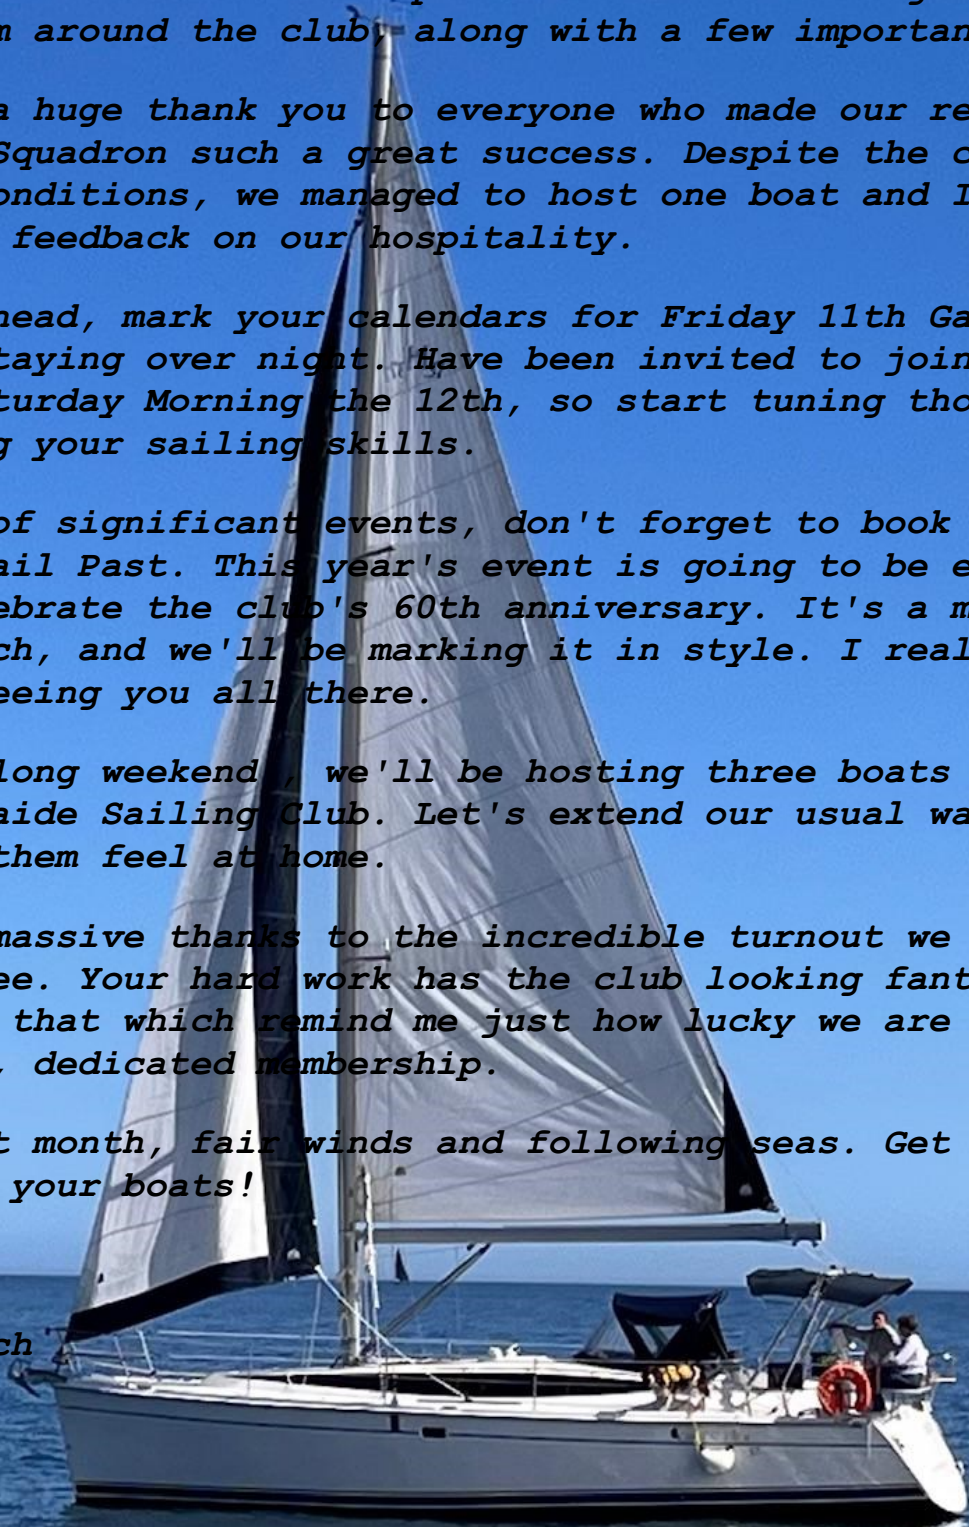 around the club, along with a few
a huge thank you to everyone who made our
Squadron such a great success. Despite the
onditions, we managed to host one boat and I
feedback on our hospitality.
head, mark your calendars for Friday 11th Ga
taying over night. Have been invited to join
turday Morning the 12th, so start tuning tho
g your sailing skills.
of significant events, don't forget to book
ail Past. This year's event is going to be e
ebrate the club's 60th anniversary. It's a m
ch, and we'll be marking it in style. I real
eeing you all there.
long weekend , we'll be hosting three boats
aide Sailing Club. Let's extend our usual wa
them feel at home.
massive thanks to the incredible turnout we
ee. Your hard work has the club looking fant
that which remind me just how lucky we are
, dedicated membership.
t month, fair winds and following seas. Get
your boats!
ch